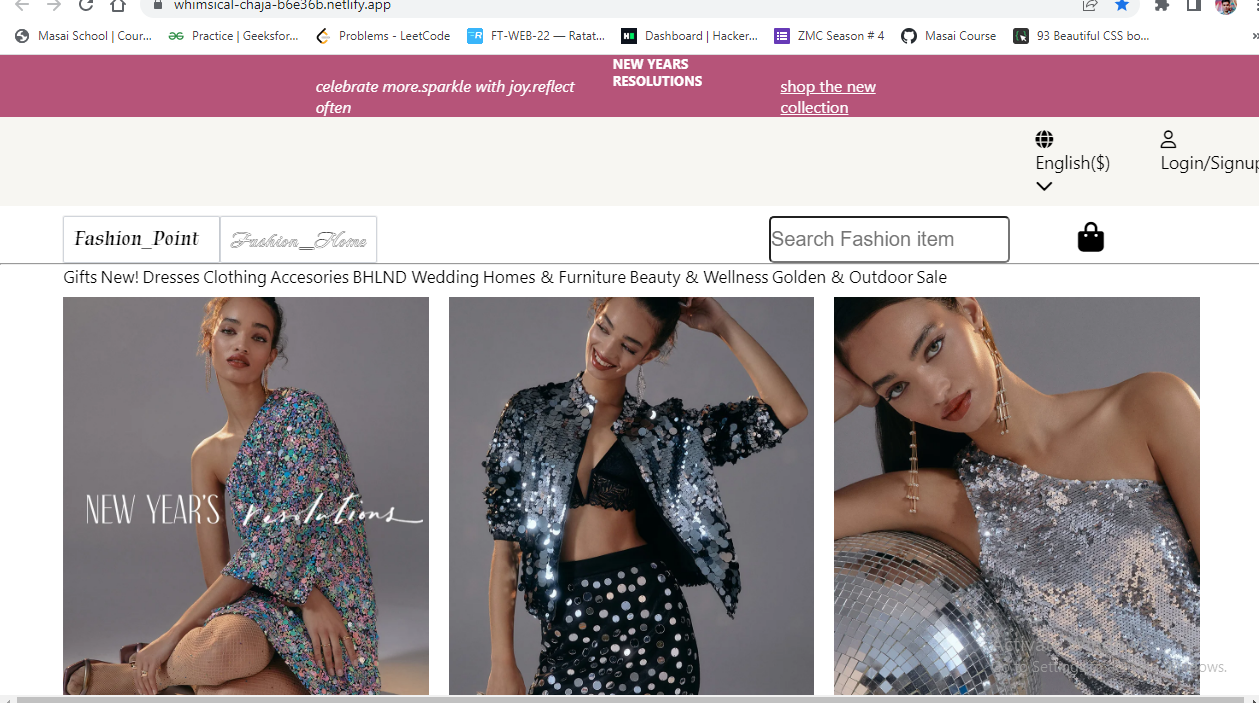 whimsical-chaja-b6e36b.netlify.app
Masai School | Cour... Practice | Geeksfor... Problems - LeetCode FT-WEB-22 — Ratat... Dashboard | Hacker... ZMC Season # 4 Masai Course 93 Beautiful CSS bo...
celebrate more.sparkle with joy.reflect
often
NEW YEARS
RESOLUTIONS
shop the new
collection
English($)
Login/Signup
Fashion_Point
Fashion_Home
Search Fashion item
Gifts New! Dresses Clothing Accesories BHLND Wedding Homes & Furniture Beauty & Wellness Golden & Outdoor Sale
NEW YEAR'S resolutions